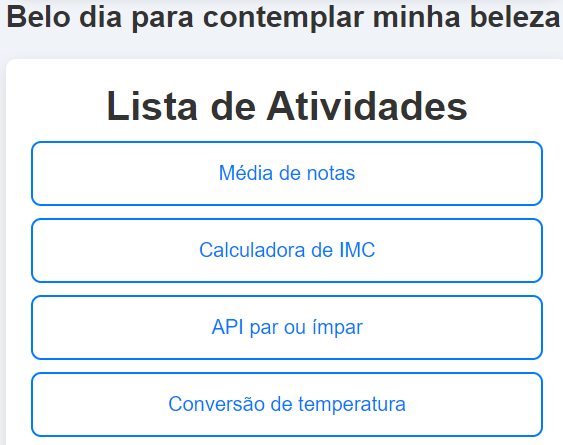 Belo dia para contemplar minha beleza
Lista de Atividades
Média de notas
Calculadora de IMC
API par ou ímpar
Conversão de temperatura